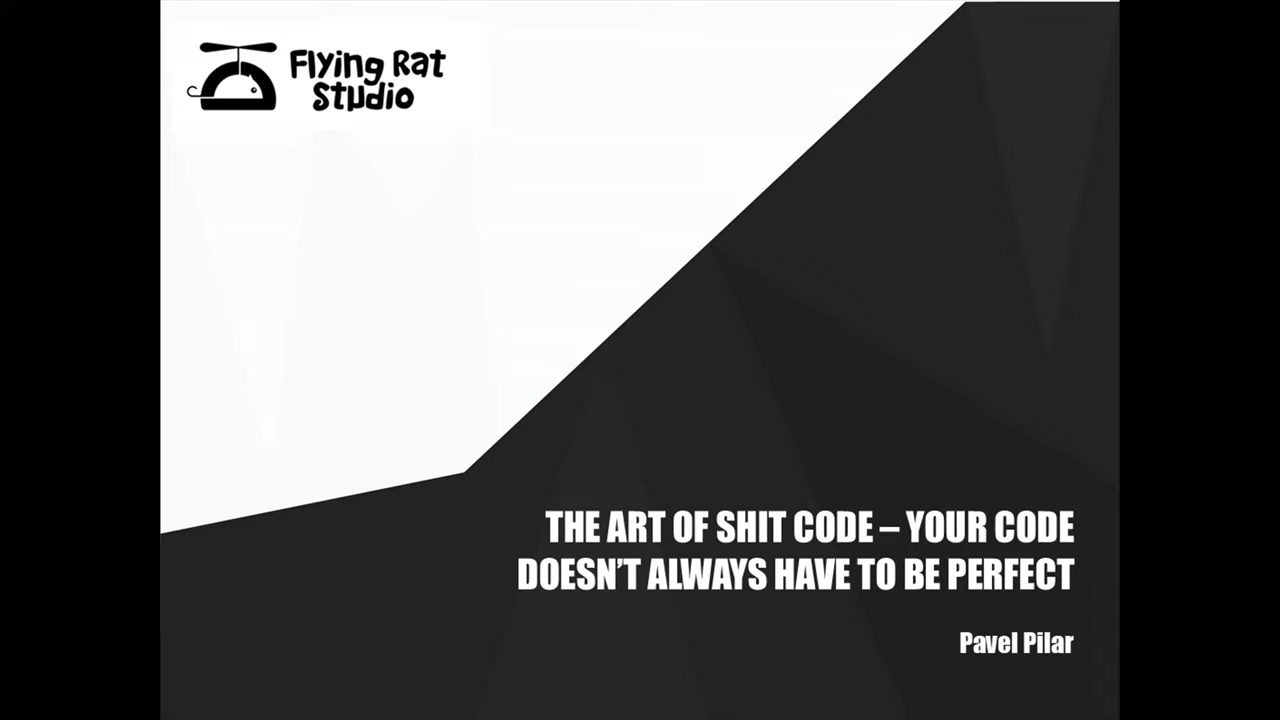 Flying Rat
Studio
THE ART OF SHIT CODE – YOUR CODE
DOESN'T ALWAYS HAVE TO BE PERFECT
Pavel Pilar